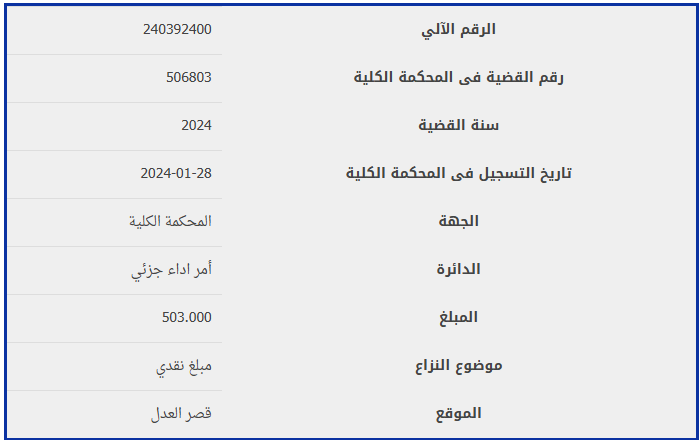 الرقم الآلي 240392400
رقم القضية فى المحكمة الكلية 506803
سنة القضية 2024
تاريخ التسجيل فى المحكمة الكلية 2024-01-28
الجهة المحكمة الكلية
الدائرة أمر اداء جزئي
المبلغ 503.000
موضوع النزاع مبلغ نقدي
الموقع قصر العدل